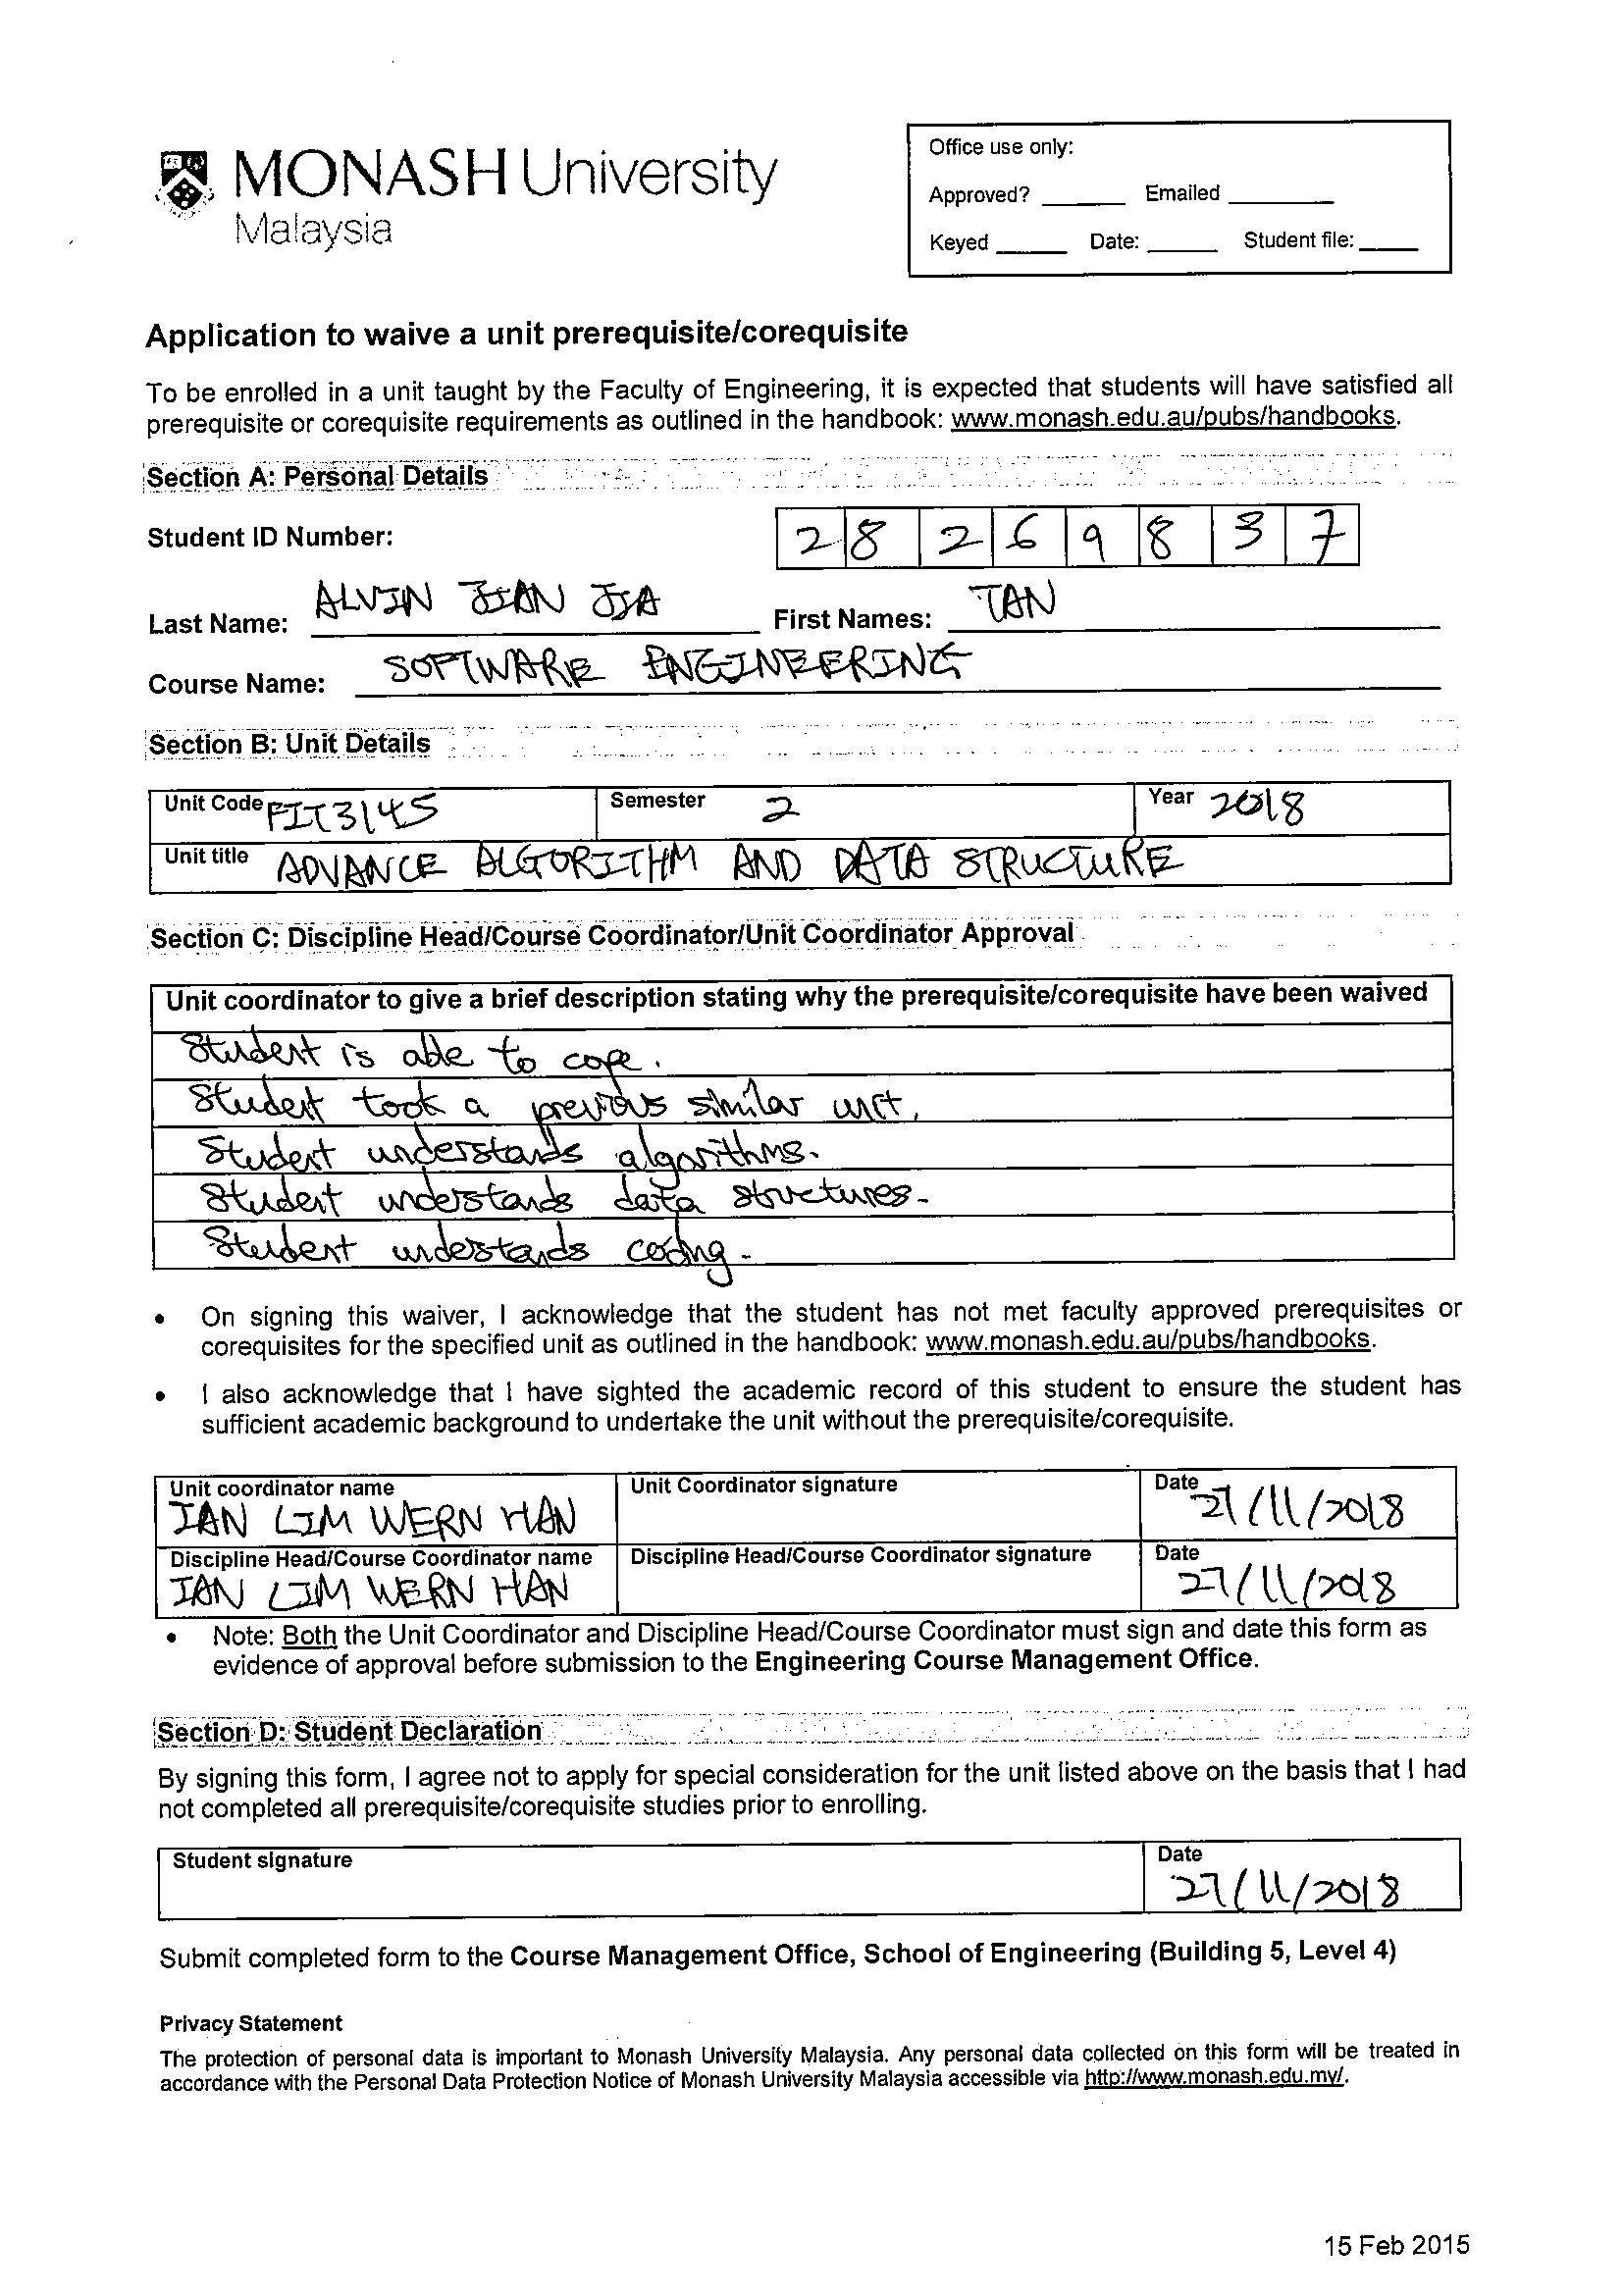 MONASH University
Malaysia
Office use only:
Approved? ______ Emailed ______
Keyed ______ Date: ______ Student file: ______
Application to waive a unit prerequisite/corequisite
To be enrolled in a unit taught by the Faculty of Engineering, it is expected that students will have satisfied all
prerequisite or corequisite requirements as outlined in the handbook: www.monash.edu.au/pubs/handbooks.
Section A: Personal Details
Student ID Number: 2 8 2 6 9 8 3 7
Last Name: ALVIN JIAN JIA First Names: TAN
Course Name: SOFTWARE ENGINEERING
Section B: Unit Details
Unit Code FIT3145 Semester 2 Year 2018
Unit title ADVANCE ALGORITHM AND DATA STRUCTURE
Section C: Discipline Head/Course Coordinator/Unit Coordinator Approval
Unit coordinator to give a brief description stating why the prerequisite/corequisite have been waived
Student is able to cope.
Student took a previous similar unit.
Student understands algorithms.
Student understands data structures.
Student understands coding.
• On signing this waiver, I acknowledge that the student has not met faculty approved prerequisites or
corequisites for the specified unit as outlined in the handbook: www.monash.edu.au/pubs/handbooks.
• I also acknowledge that I have sighted the academic record of this student to ensure the student has
sufficient academic background to undertake the unit without the prerequisite/corequisite.
Unit coordinator name Unit Coordinator signature Date
IAN LIM WERN HAN 27/11/2018
Discipline Head/Course Coordinator name Discipline Head/Course Coordinator signature Date
IAN LIM WERN HAN 27/11/2018
• Note: Both the Unit Coordinator and Discipline Head/Course Coordinator must sign and date this form as
evidence of approval before submission to the Engineering Course Management Office.
Section D: Student Declaration
By signing this form, I agree not to apply for special consideration for the unit listed above on the basis that I had
not completed all prerequisite/corequisite studies prior to enrolling.
Student signature Date
27/11/2018
Submit completed form to the Course Management Office, School of Engineering (Building 5, Level 4)
Privacy Statement
The protection of personal data is important to Monash University Malaysia. Any personal data collected on this form will be treated in
accordance with the Personal Data Protection Notice of Monash University Malaysia accessible via http://www.monash.edu.my/.
15 Feb 2015